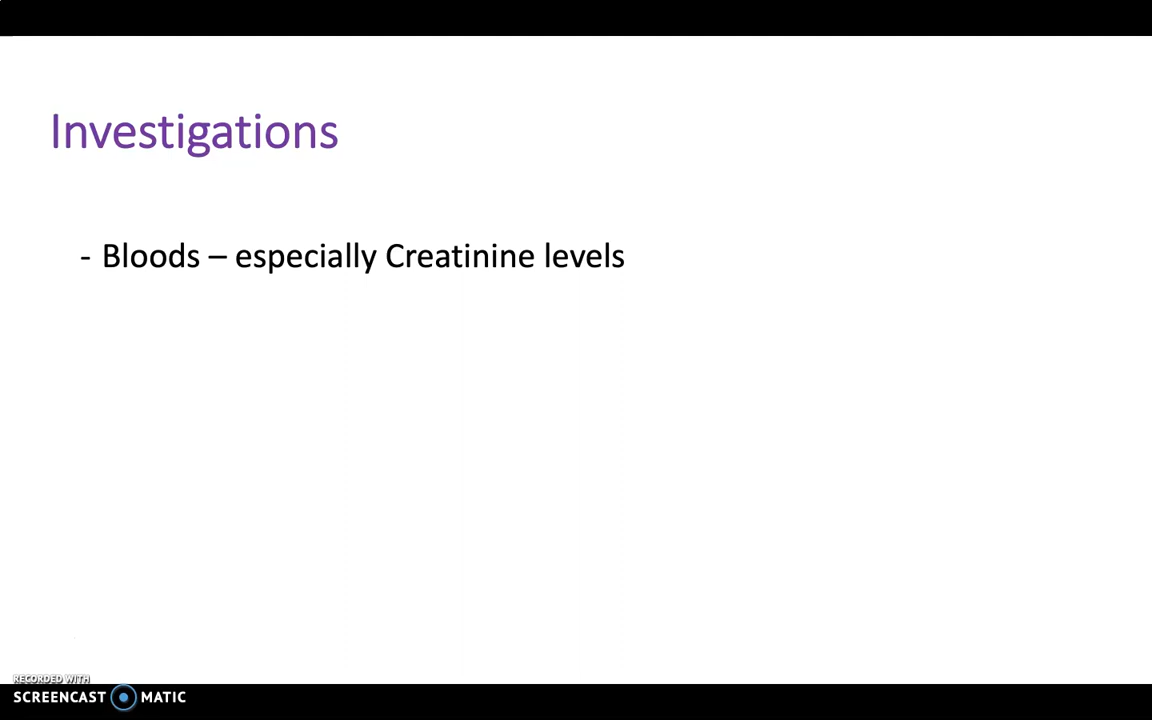 Investigations
- Bloods – especially Creatinine levels
RECORDED WITH
SCREENCAST MATIC